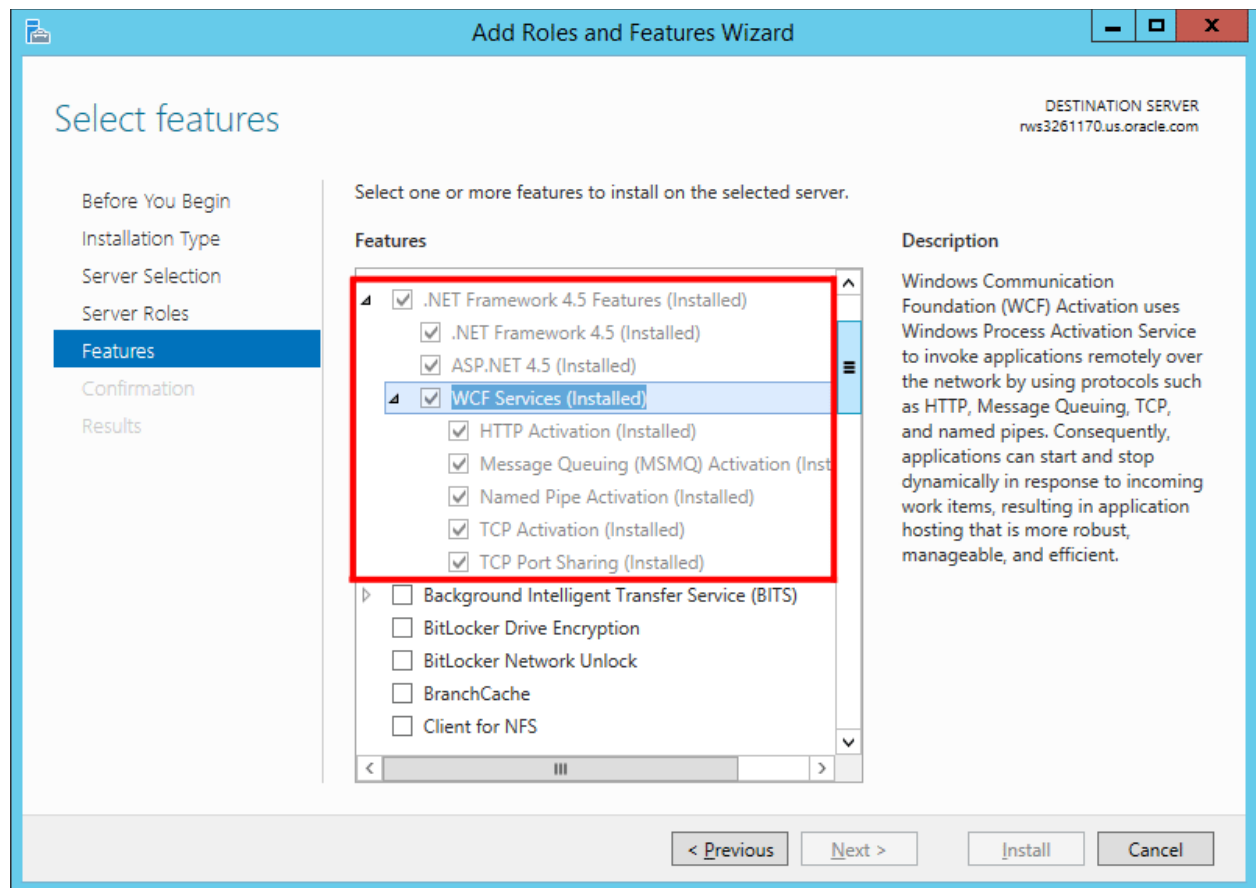 Add Roles and Features Wizard
Select features
DESTINATION SERVER
rws3261170.us.oracle.com
Before You Begin
Installation Type
Server Selection
Server Roles
Features
Confirmation
Results
Select one or more features to install on the selected server.
Features
.NET Framework 4.5 Features (Installed)
.NET Framework 4.5 (Installed)
ASP.NET 4.5 (Installed)
WCF Services (Installed)
HTTP Activation (Installed)
Message Queuing (MSMQ) Activation (Inst
Named Pipe Activation (Installed)
TCP Activation (Installed)
TCP Port Sharing (Installed)
Background Intelligent Transfer Service (BITS)
BitLocker Drive Encryption
BitLocker Network Unlock
BranchCache
Client for NFS
Description
Windows Communication
Foundation (WCF) Activation uses
Windows Process Activation Service
to invoke applications remotely over
the network by using protocols such
as HTTP, Message Queuing, TCP,
and named pipes. Consequently,
applications can start and stop
dynamically in response to incoming
work items, resulting in application
hosting that is more robust,
manageable, and efficient.
< Previous
Next >
Install
Cancel